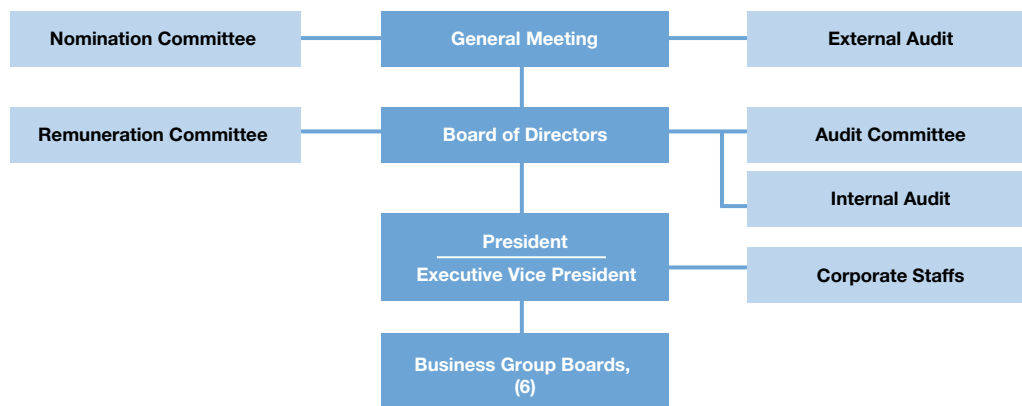 Nomination Committee
General Meeting
External Audit
Remuneration Committee
Board of Directors
Audit Committee
Internal Audit
President
Executive Vice President
Corporate Staffs
Business Group Boards,
(6)